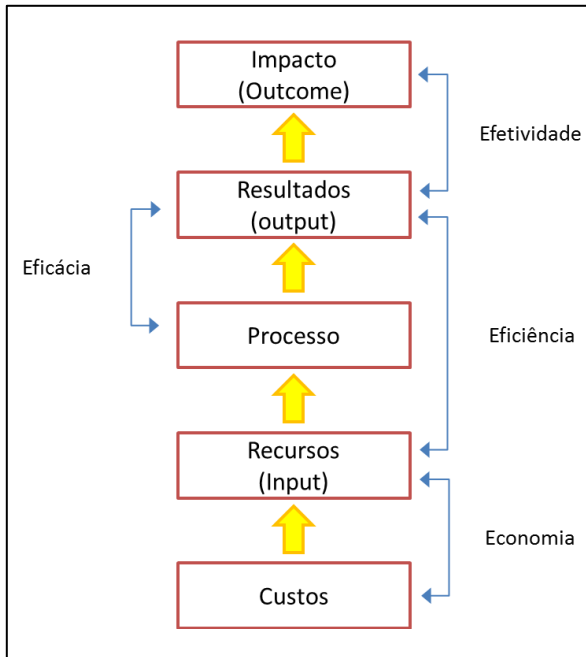 Impacto
(Outcome)
Efetividade
Resultados
(output)
Eficácia
Processo
Eficiência
Recursos
(Input)
Economia
Custos